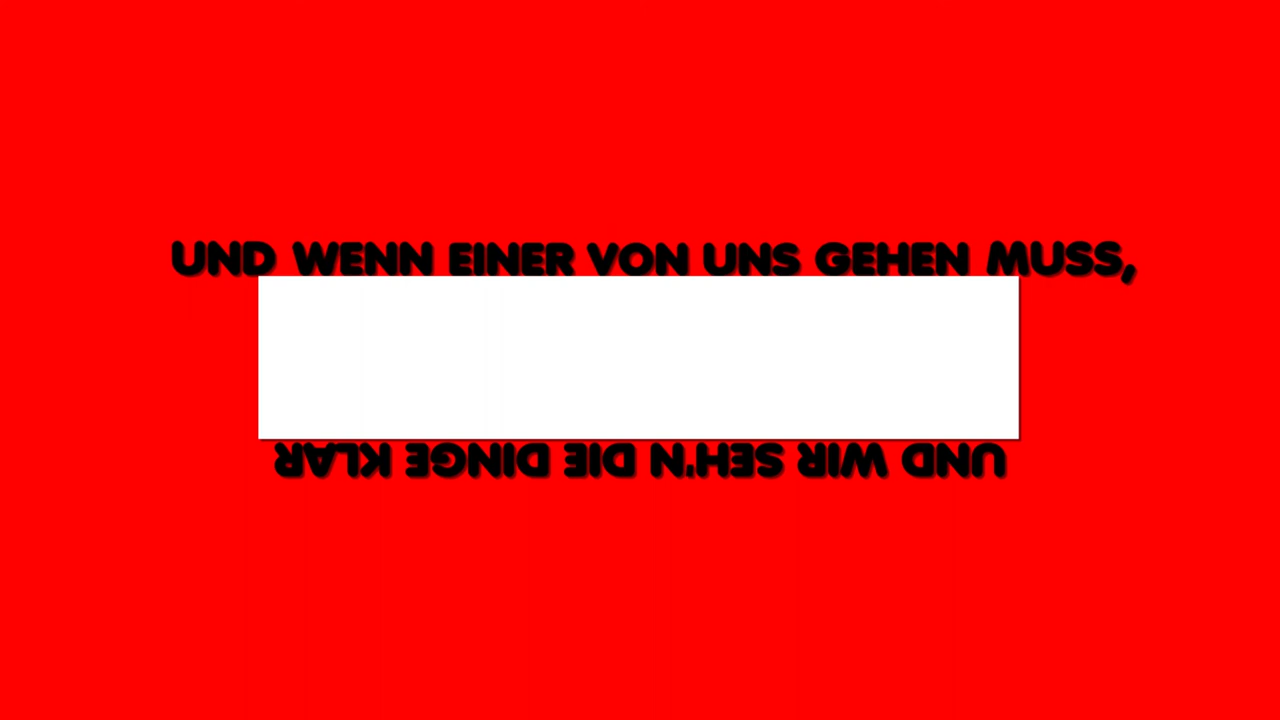 UND WENN EINER VON UNS GEHEN MUSS,
UND WIR SEH'N DIE DINGE KLAR